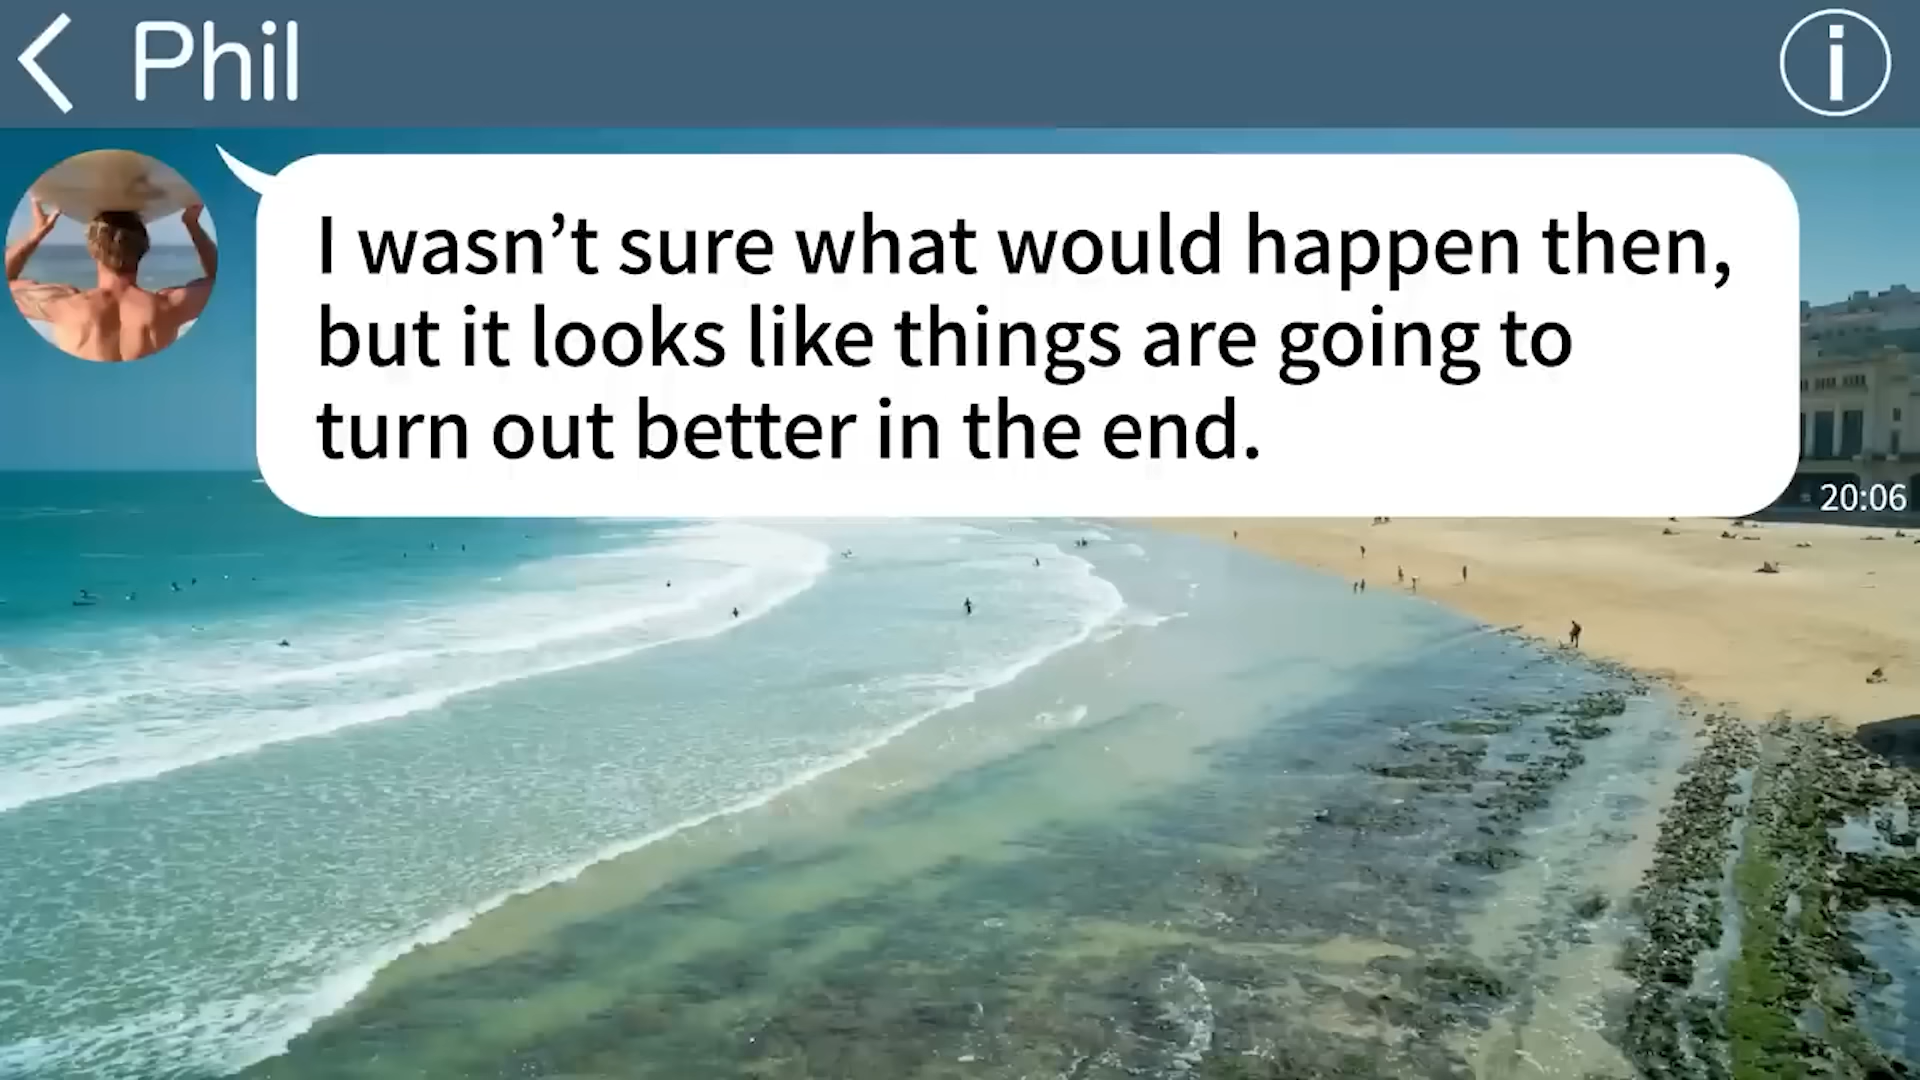 Phil
I wasn’t sure what would happen then,
but it looks like things are going to
turn out better in the end.
20:06